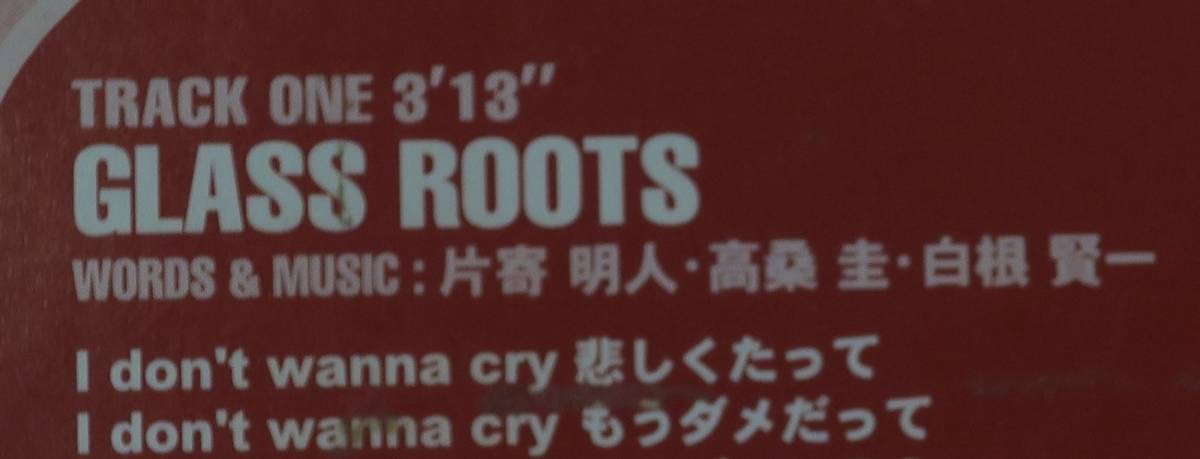 TRACK ONE 3′13″
GLASS ROOTS
WORDS & MUSIC : 片寄 明人・高桑 圭・白根 賢一
I don't wanna cry 悲しくたって
I don't wanna cry もうダメだって